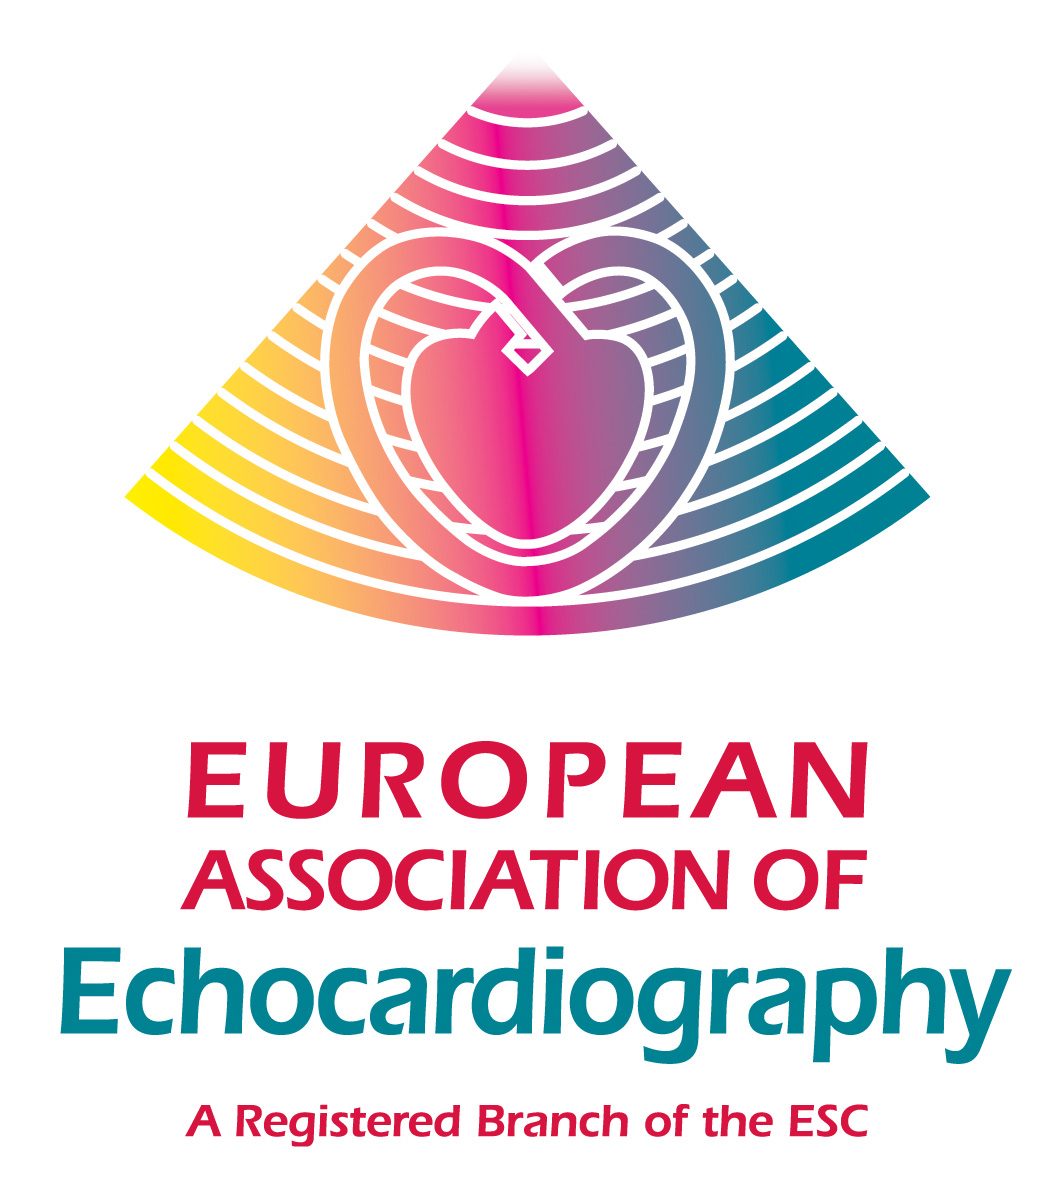 EUROPEAN
ASSOCIATION OF
Echocardiography
A Registered Branch of the ESC